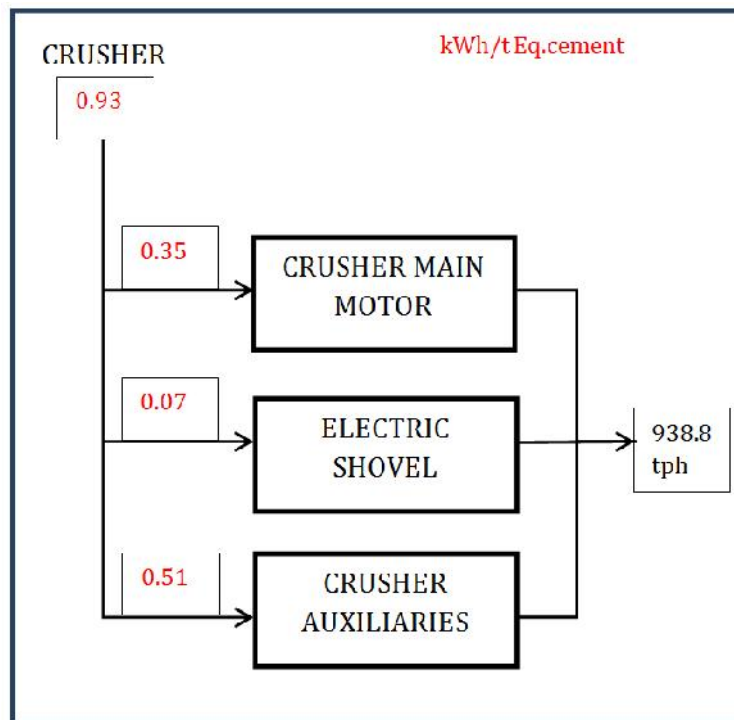 kWh/tEq.cement
CRUSHER
0.93
0.35
CRUSHER MAIN
MOTOR
0.07
ELECTRIC
SHOVEL
938.8
tph
0.51
CRUSHER
AUXILIARIES